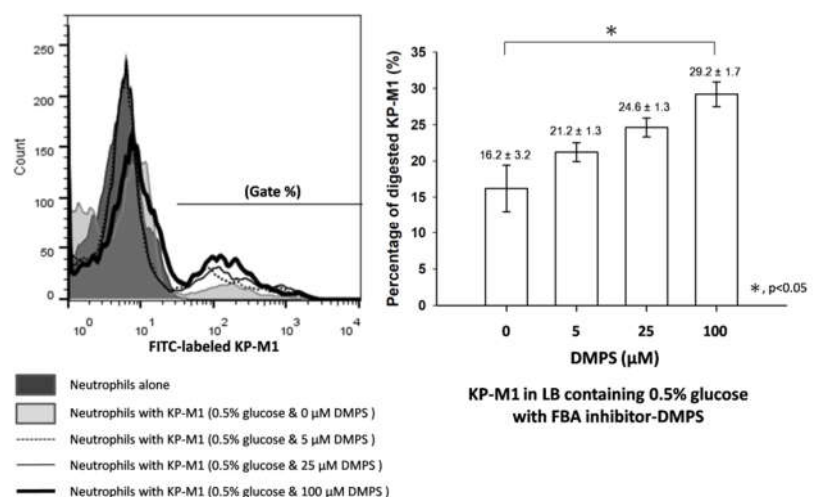 Count
250
200
150
100
50
0
(Gate %)
10^0
10^1
10^2
10^3
10^4
FITC-labeled KP-M1
Neutrophils alone
Neutrophils with KP-M1 (0.5% glucose & 0 μM DMPS )
Neutrophils with KP-M1 (0.5% glucose & 5 μM DMPS )
Neutrophils with KP-M1 (0.5% glucose & 25 μM DMPS )
Neutrophils with KP-M1 (0.5% glucose & 100 μM DMPS )
*
Percentage of digested KP-M1 (%)
35
30
25
20
15
10
5
0
16.2 ± 3.2
21.2 ± 1.3
24.6 ± 1.3
29.2 ± 1.7
*, p<0.05
0
5
25
100
DMPS (μM)
KP-M1 in LB containing 0.5% glucose
with FBA inhibitor-DMPS